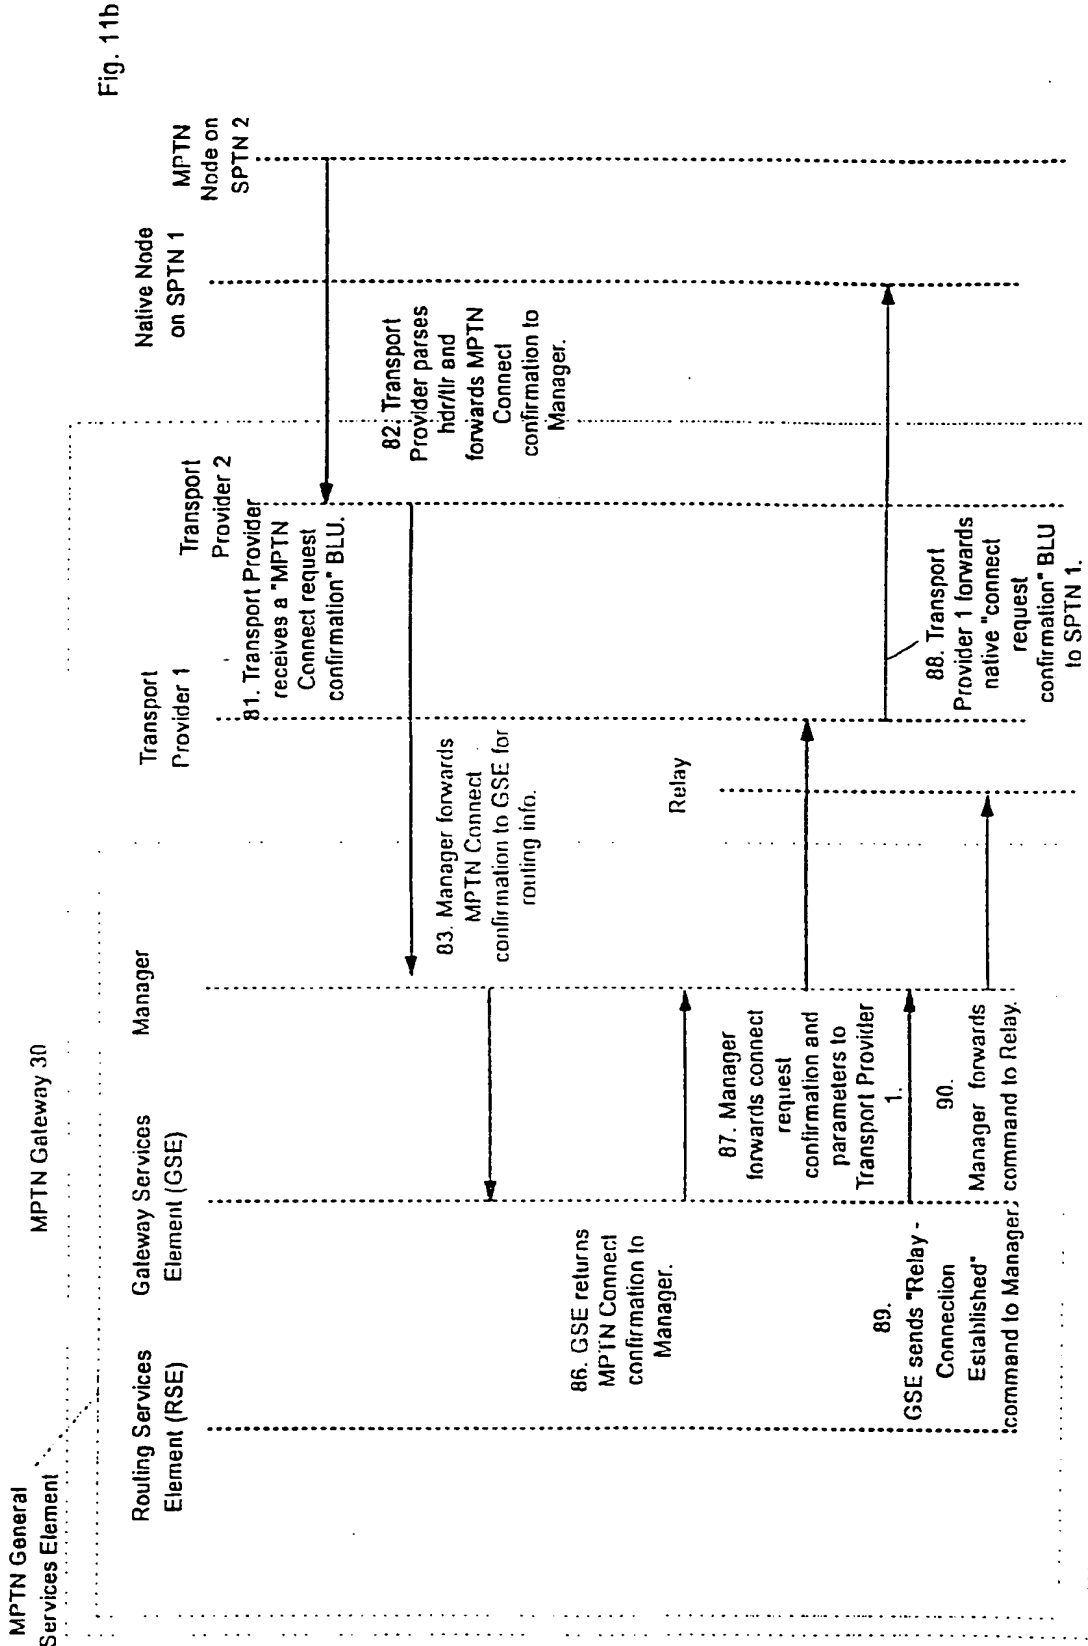 Fig. 11b
MPTN General
Services Element
MPTN Gateway 30
Routing Services
Element (RSE)
Gateway Services
Element (GSE)
Manager
Transport
Provider 1
Transport
Provider 2
Native Node
on SPTN 1
MPTN
Node on
SPTN 2
81. Transport Provider
receives a "MPTN
Connect request
confirmation" BLU.
82. Transport
Provider parses
hdr/tlr and
forwards MPTN
Connect
confirmation to
Manager.
83. Manager forwards
MPTN Connect
confirmation to GSE for
routing info.
86. GSE returns
MPTN Connect
confirmation to
Manager.
Relay
87. Manager
forwards connect
request
confirmation and
parameters to
Transport Provider
1.
88. Transport
Provider 1 forwards
native "connect
request
confirmation" BLU
to SPTN 1.
89.
GSE sends "Relay -
Connection
Established"
command to Manager.
90.
Manager forwards
command to Relay.